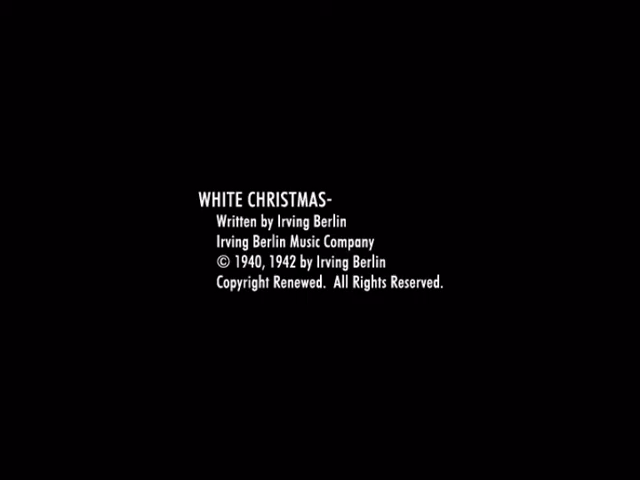 WHITE CHRISTMAS-
Written by Irving Berlin
Irving Berlin Music Company
© 1940, 1942 by Irving Berlin
Copyright Renewed.  All Rights Reserved.